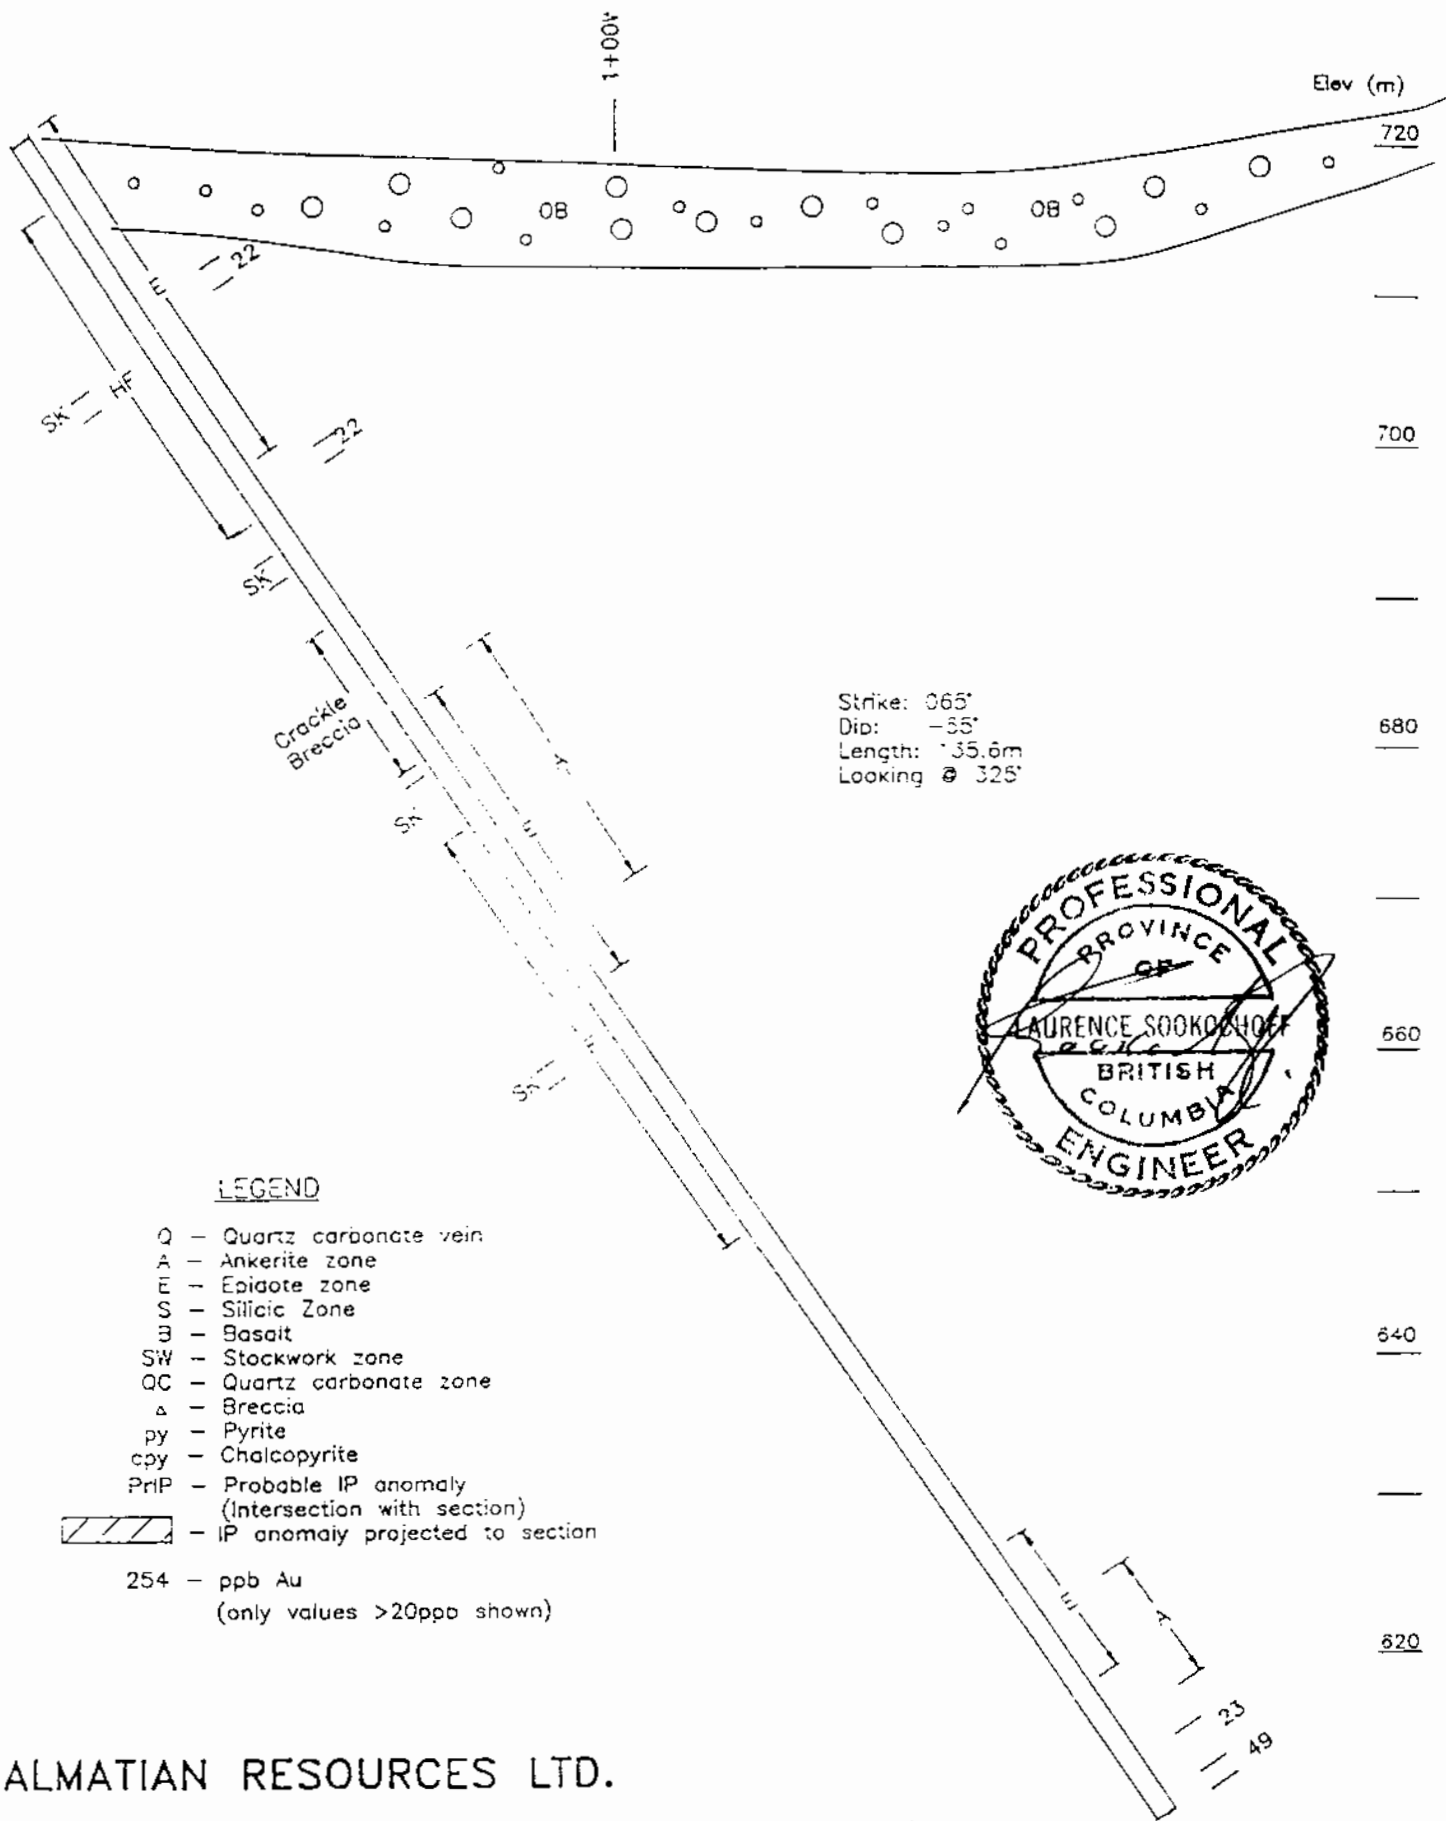 Elev (m)
720
OB
OB
22
E
HF
SK
22
700
SK
Crackle
Breccia
A
Strike: 065°
Dip: -55°
Length: 135.6m
Looking @ 325°
680
SK
E
PROFESSIONAL
PROVINCE
OF
LAURENCE SOOKOCHOFF
BRITISH
COLUMBIA
ENGINEER
660
SK
LEGEND
Q - Quartz carbonate vein
A - Ankerite zone
E - Epidote zone
S - Silicic Zone
B - Basalt
SW - Stockwork zone
QC - Quartz carbonate zone
△ - Breccia
py - Pyrite
cpy - Chalcopyrite
PrIP - Probable IP anomaly
(Intersection with section)
- IP anomaly projected to section
254 - ppb Au
(only values >20ppb shown)
640
E
A
620
23
49
ALMATIAN RESOURCES LTD.